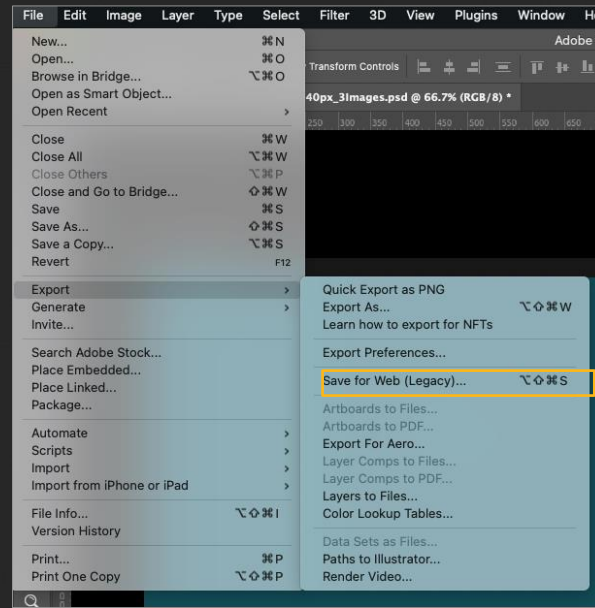 File Edit Image Layer Type Select Filter 3D View Plugins Window
Adobe
Transform Controls
40px_3Images.psd @ 66.7% (RGB/8) *
250 300 350 400 450 500 550 600 650
New... ⌘N
Open... ⌘O
Browse in Bridge... ⌥⌘O
Open as Smart Object...
Open Recent >
Close ⌘W
Close All ⌥⌘W
Close Others ⌥⌘P
Close and Go to Bridge... ⇧⌘W
Save ⌘S
Save As... ⇧⌘S
Save a Copy... ⌥⌘S
Revert F12
Export >
Generate >
Invite...
Search Adobe Stock...
Place Embedded...
Place Linked...
Package...
Automate >
Scripts >
Import >
Import from iPhone or iPad >
File Info... ⌥⇧⌘I
Version History
Print... ⌘P
Print One Copy ⌥⇧⌘P
Quick Export as PNG
Export As... ⌥⇧⌘W
Learn how to export for NFTs
Export Preferences...
Save for Web (Legacy)... ⌥⇧⌘S
Artboards to Files...
Artboards to PDF...
Export For Aero...
Layer Comps to Files...
Layer Comps to PDF...
Layers to Files...
Color Lookup Tables...
Data Sets as Files...
Paths to Illustrator...
Render Video...